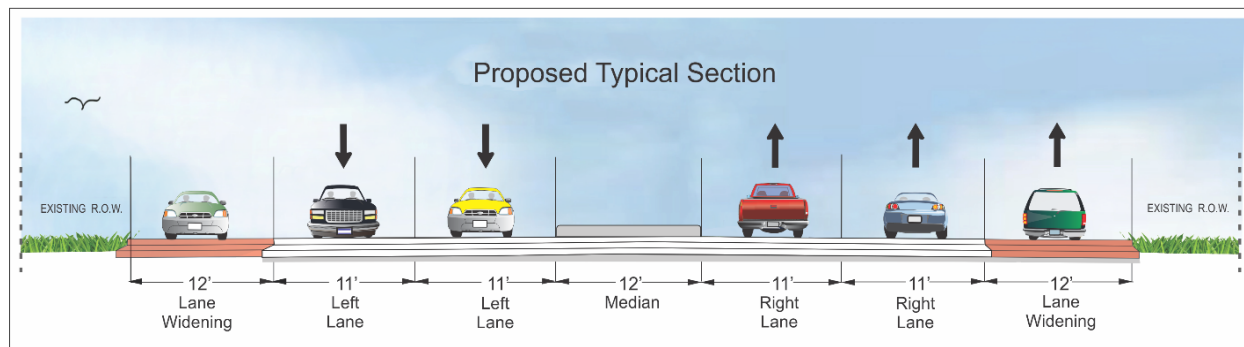 Proposed Typical Section
EXISTING R.O.W.
EXISTING R.O.W.
12'
Lane
Widening
11'
Left
Lane
11'
Left
Lane
12'
Median
11'
Right
Lane
11'
Right
Lane
12'
Lane
Widening